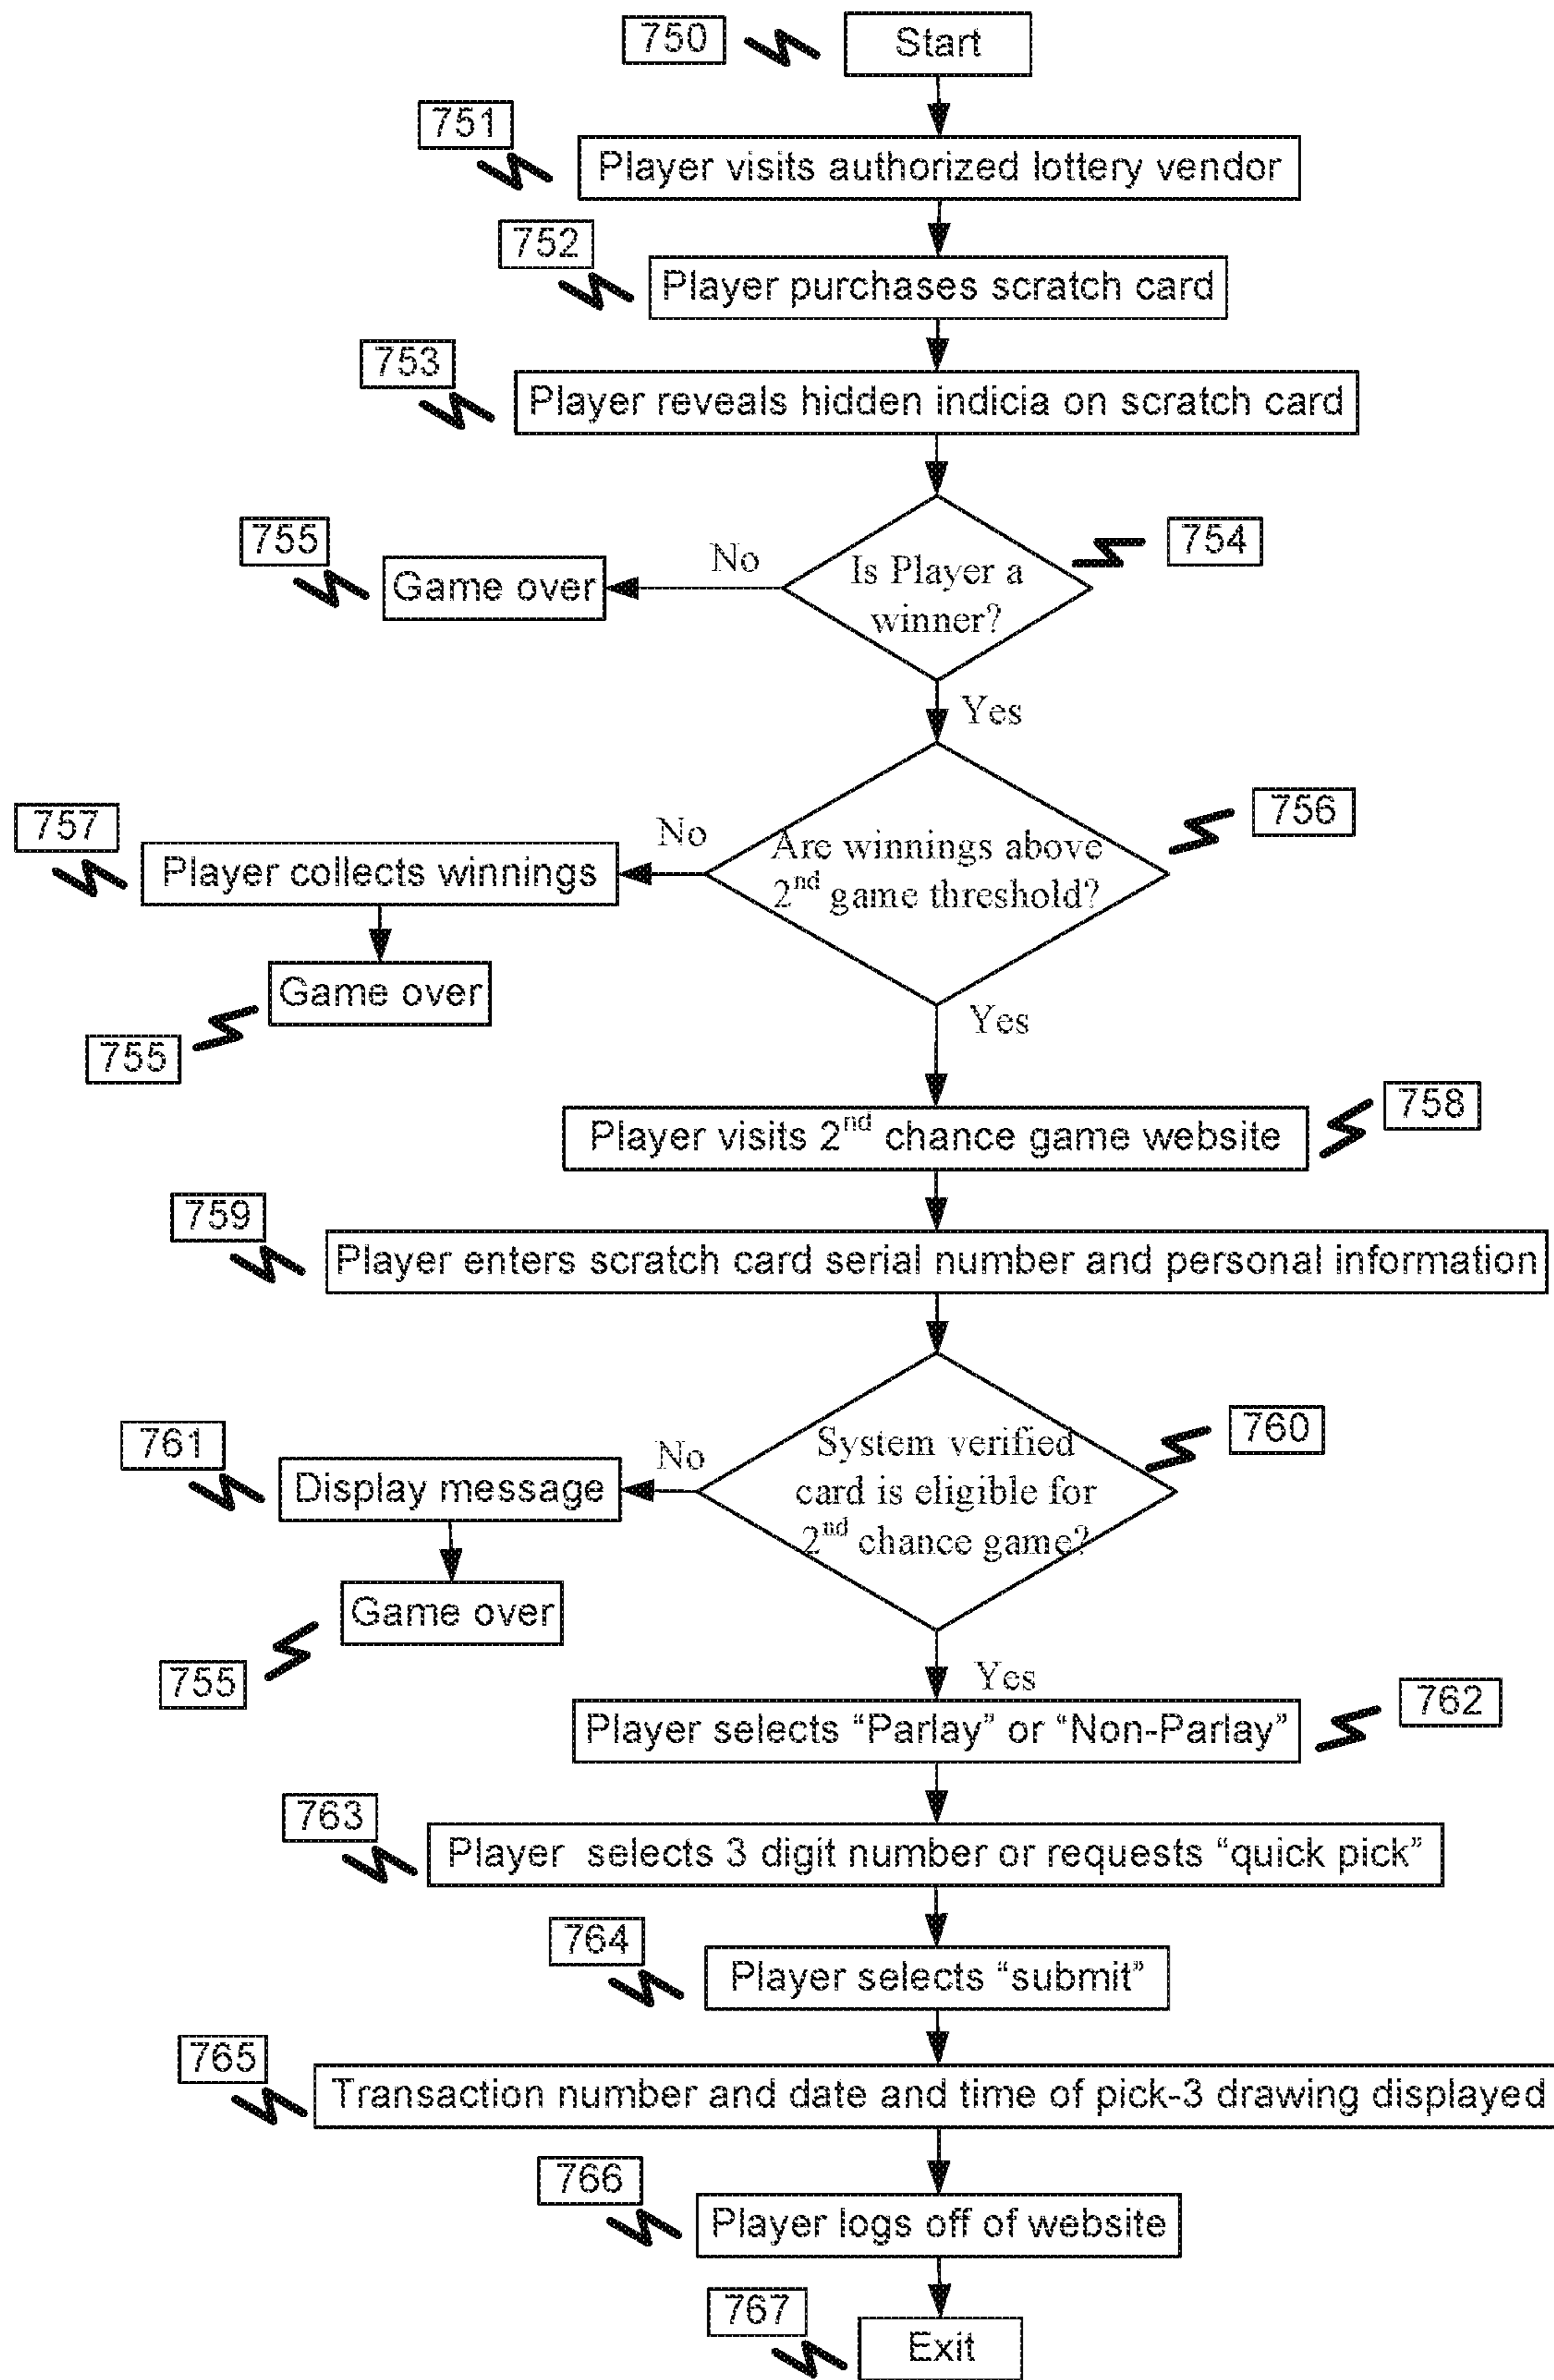 750
Start
751
Player visits authorized lottery vendor
752
Player purchases scratch card
753
Player reveals hidden indicia on scratch card
755
Game over
No
Is Player a
winner?
754
Yes
757
Player collects winnings
No
Are winnings above
2nd game threshold?
756
Game over
755
Yes
Player visits 2nd chance game website
758
759
Player enters scratch card serial number and personal information
761
Display message
No
System verified
card is eligible for
2nd chance game?
760
Game over
755
Yes
Player selects “Parlay” or “Non-Parlay”
762
763
Player selects 3 digit number or requests “quick pick”
764
Player selects “submit”
765
Transaction number and date and time of pick-3 drawing displayed
766
Player logs off of website
767
Exit